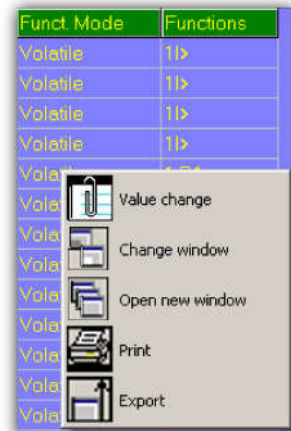 Funct. Mode Functions
Volatile 1I>
Volatile 1I>
Volatile 1I>
Volatile 1I>
Value change
Change window
Open new window
Print
Export